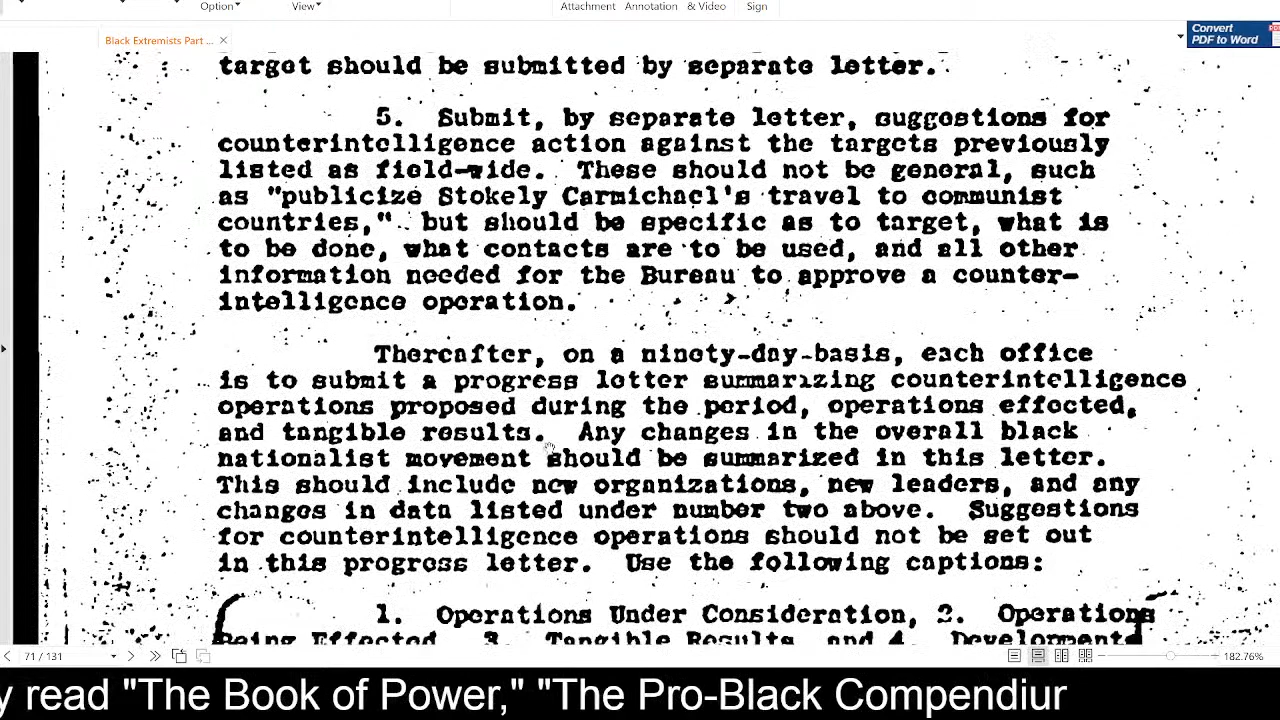 Option
View
Attachment Annotation & Video Sign
Black Extremists Part ...
Convert
PDF to Word
target should be submitted by separate letter.
5. Submit, by separate letter, suggestions for
counterintelligence action against the targets previously
listed as field-wide. These should not be general, such
as "publicize Stokely Carmichael's travel to communist
countries," but should be specific as to target, what is
to be done, what contacts are to be used, and all other
information needed for the Bureau to approve a counter-
intelligence operation.
Thereafter, on a ninety-day-basis, each office
is to submit a progress letter summarizing counterintelligence
operations proposed during the period, operations effected,
and tangible results. Any changes in the overall black
nationalist movement should be summarized in this letter.
This should include new organizations, new leaders, and any
changes in data listed under number two above. Suggestions
for counterintelligence operations should not be set out
in this progress letter. Use the following captions:
1. Operations Under Consideration, 2. Operations
Being Effected, 3. Tangible Results, and 4. Developments
71 / 131
182.76%
y read "The Book of Power," "The Pro-Black Compendiur